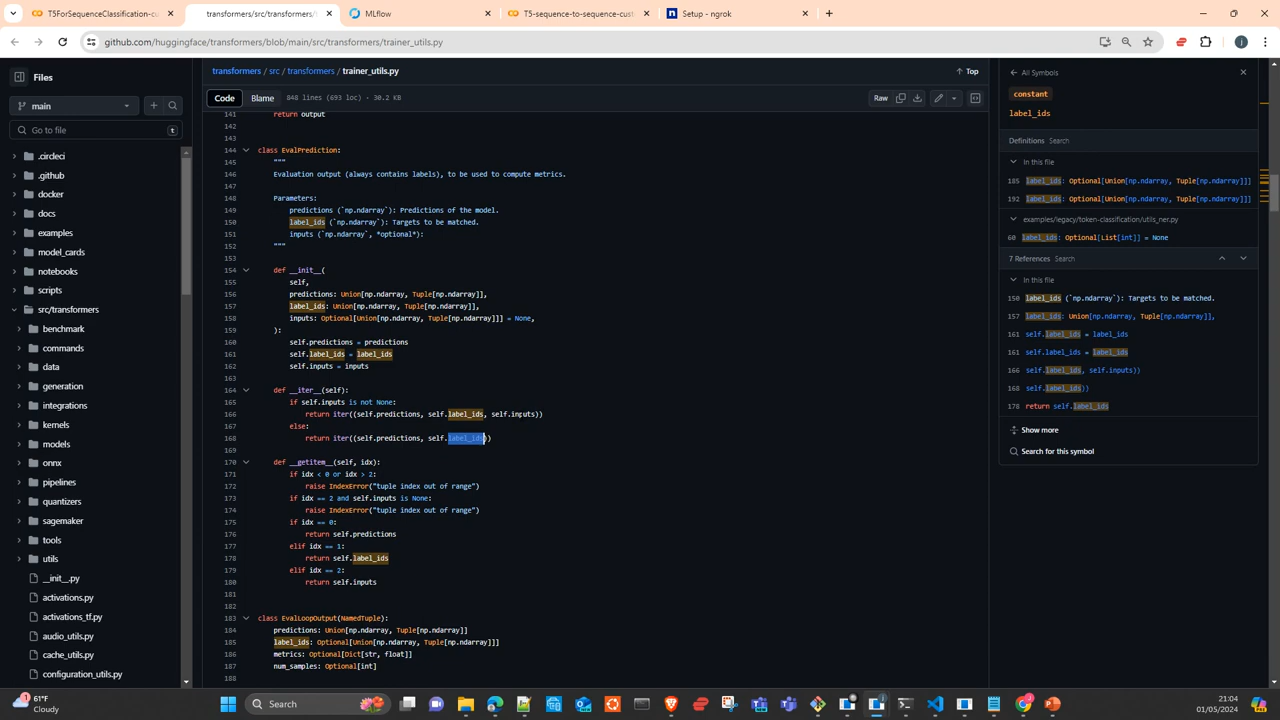 T5ForSequenceClassification-cu
transformers/src/transformers/t
MLflow
T5-sequence-to-sequence-cust
Setup - ngrok
github.com/huggingface/transformers/blob/main/src/transformers/trainer_utils.py
Files
main
Go to file
t
.circleci
.github
docker
docs
examples
model_cards
notebooks
scripts
src/transformers
benchmark
commands
data
generation
integrations
kernels
models
onnx
pipelines
quantizers
sagemaker
tools
utils
__init__.py
activations.py
activations_tf.py
audio_utils.py
cache_utils.py
configuration_utils.py
transformers / src / transformers / trainer_utils.py
Top
Code
Blame
848 lines (693 loc) · 30.2 KB
Raw
141 return output
142
143
144 class EvalPrediction:
145 """
146 Evaluation output (always contains labels), to be used to compute metrics.
147
148 Parameters:
149 predictions (`np.ndarray`): Predictions of the model.
150 label_ids (`np.ndarray`): Targets to be matched.
151 inputs (`np.ndarray`, *optional*):
152 """
153
154 def __init__(
155 self,
156 predictions: Union[np.ndarray, Tuple[np.ndarray]],
157 label_ids: Union[np.ndarray, Tuple[np.ndarray]],
158 inputs: Optional[Union[np.ndarray, Tuple[np.ndarray]]] = None,
159 ):
160 self.predictions = predictions
161 self.label_ids = label_ids
162 self.inputs = inputs
163
164 def __iter__(self):
165 if self.inputs is not None:
166 return iter((self.predictions, self.label_ids, self.inputs))
167 else:
168 return iter((self.predictions, self.label_ids))
169
170 def __getitem__(self, idx):
171 if idx < 0 or idx > 2:
172 raise IndexError("tuple index out of range")
173 if idx == 2 and self.inputs is None:
174 raise IndexError("tuple index out of range")
175 if idx == 0:
176 return self.predictions
177 elif idx == 1:
178 return self.label_ids
179 elif idx == 2:
180 return self.inputs
181
182
183 class EvalLoopOutput(NamedTuple):
184 predictions: Union[np.ndarray, Tuple[np.ndarray]]
185 label_ids: Optional[Union[np.ndarray, Tuple[np.ndarray]]]
186 metrics: Optional[Dict[str, float]]
187 num_samples: Optional[int]
188
All Symbols
constant
label_ids
Definitions Search
In this file
185 label_ids: Optional[Union[np.ndarray, Tuple[np.ndarray]]]
192 label_ids: Optional[Union[np.ndarray, Tuple[np.ndarray]]]
examples/legacy/token-classification/utils_ner.py
60 label_ids: Optional[List[int]] = None
7 References Search
In this file
150 label_ids (`np.ndarray`): Targets to be matched.
157 label_ids: Union[np.ndarray, Tuple[np.ndarray]],
161 self.label_ids = label_ids
161 self.label_ids = label_ids
166 self.label_ids, self.inputs))
168 self.label_ids))
178 return self.label_ids
Show more
Search for this symbol
61°F
Cloudy
Search
21:04
01/05/2024